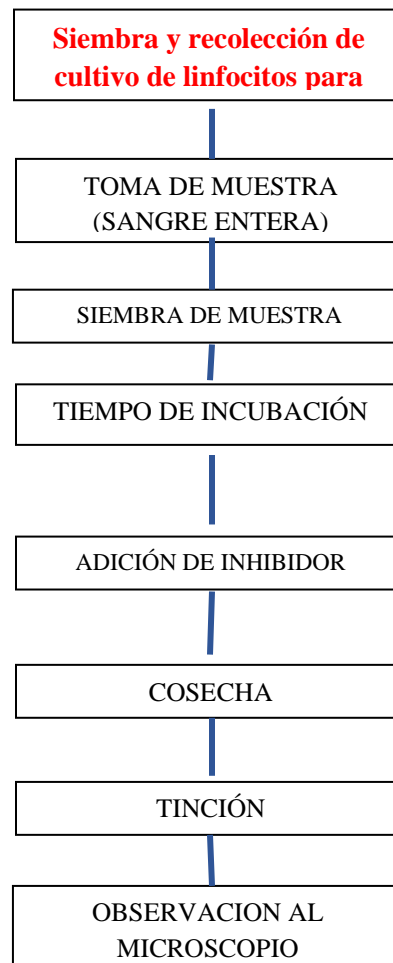 Siembra y recolección de
cultivo de linfocitos para
TOMA DE MUESTRA
(SANGRE ENTERA)
SIEMBRA DE MUESTRA
TIEMPO DE INCUBACIÓN
ADICIÓN DE INHIBIDOR
COSECHA
TINCIÓN
OBSERVACION AL
MICROSCOPIO